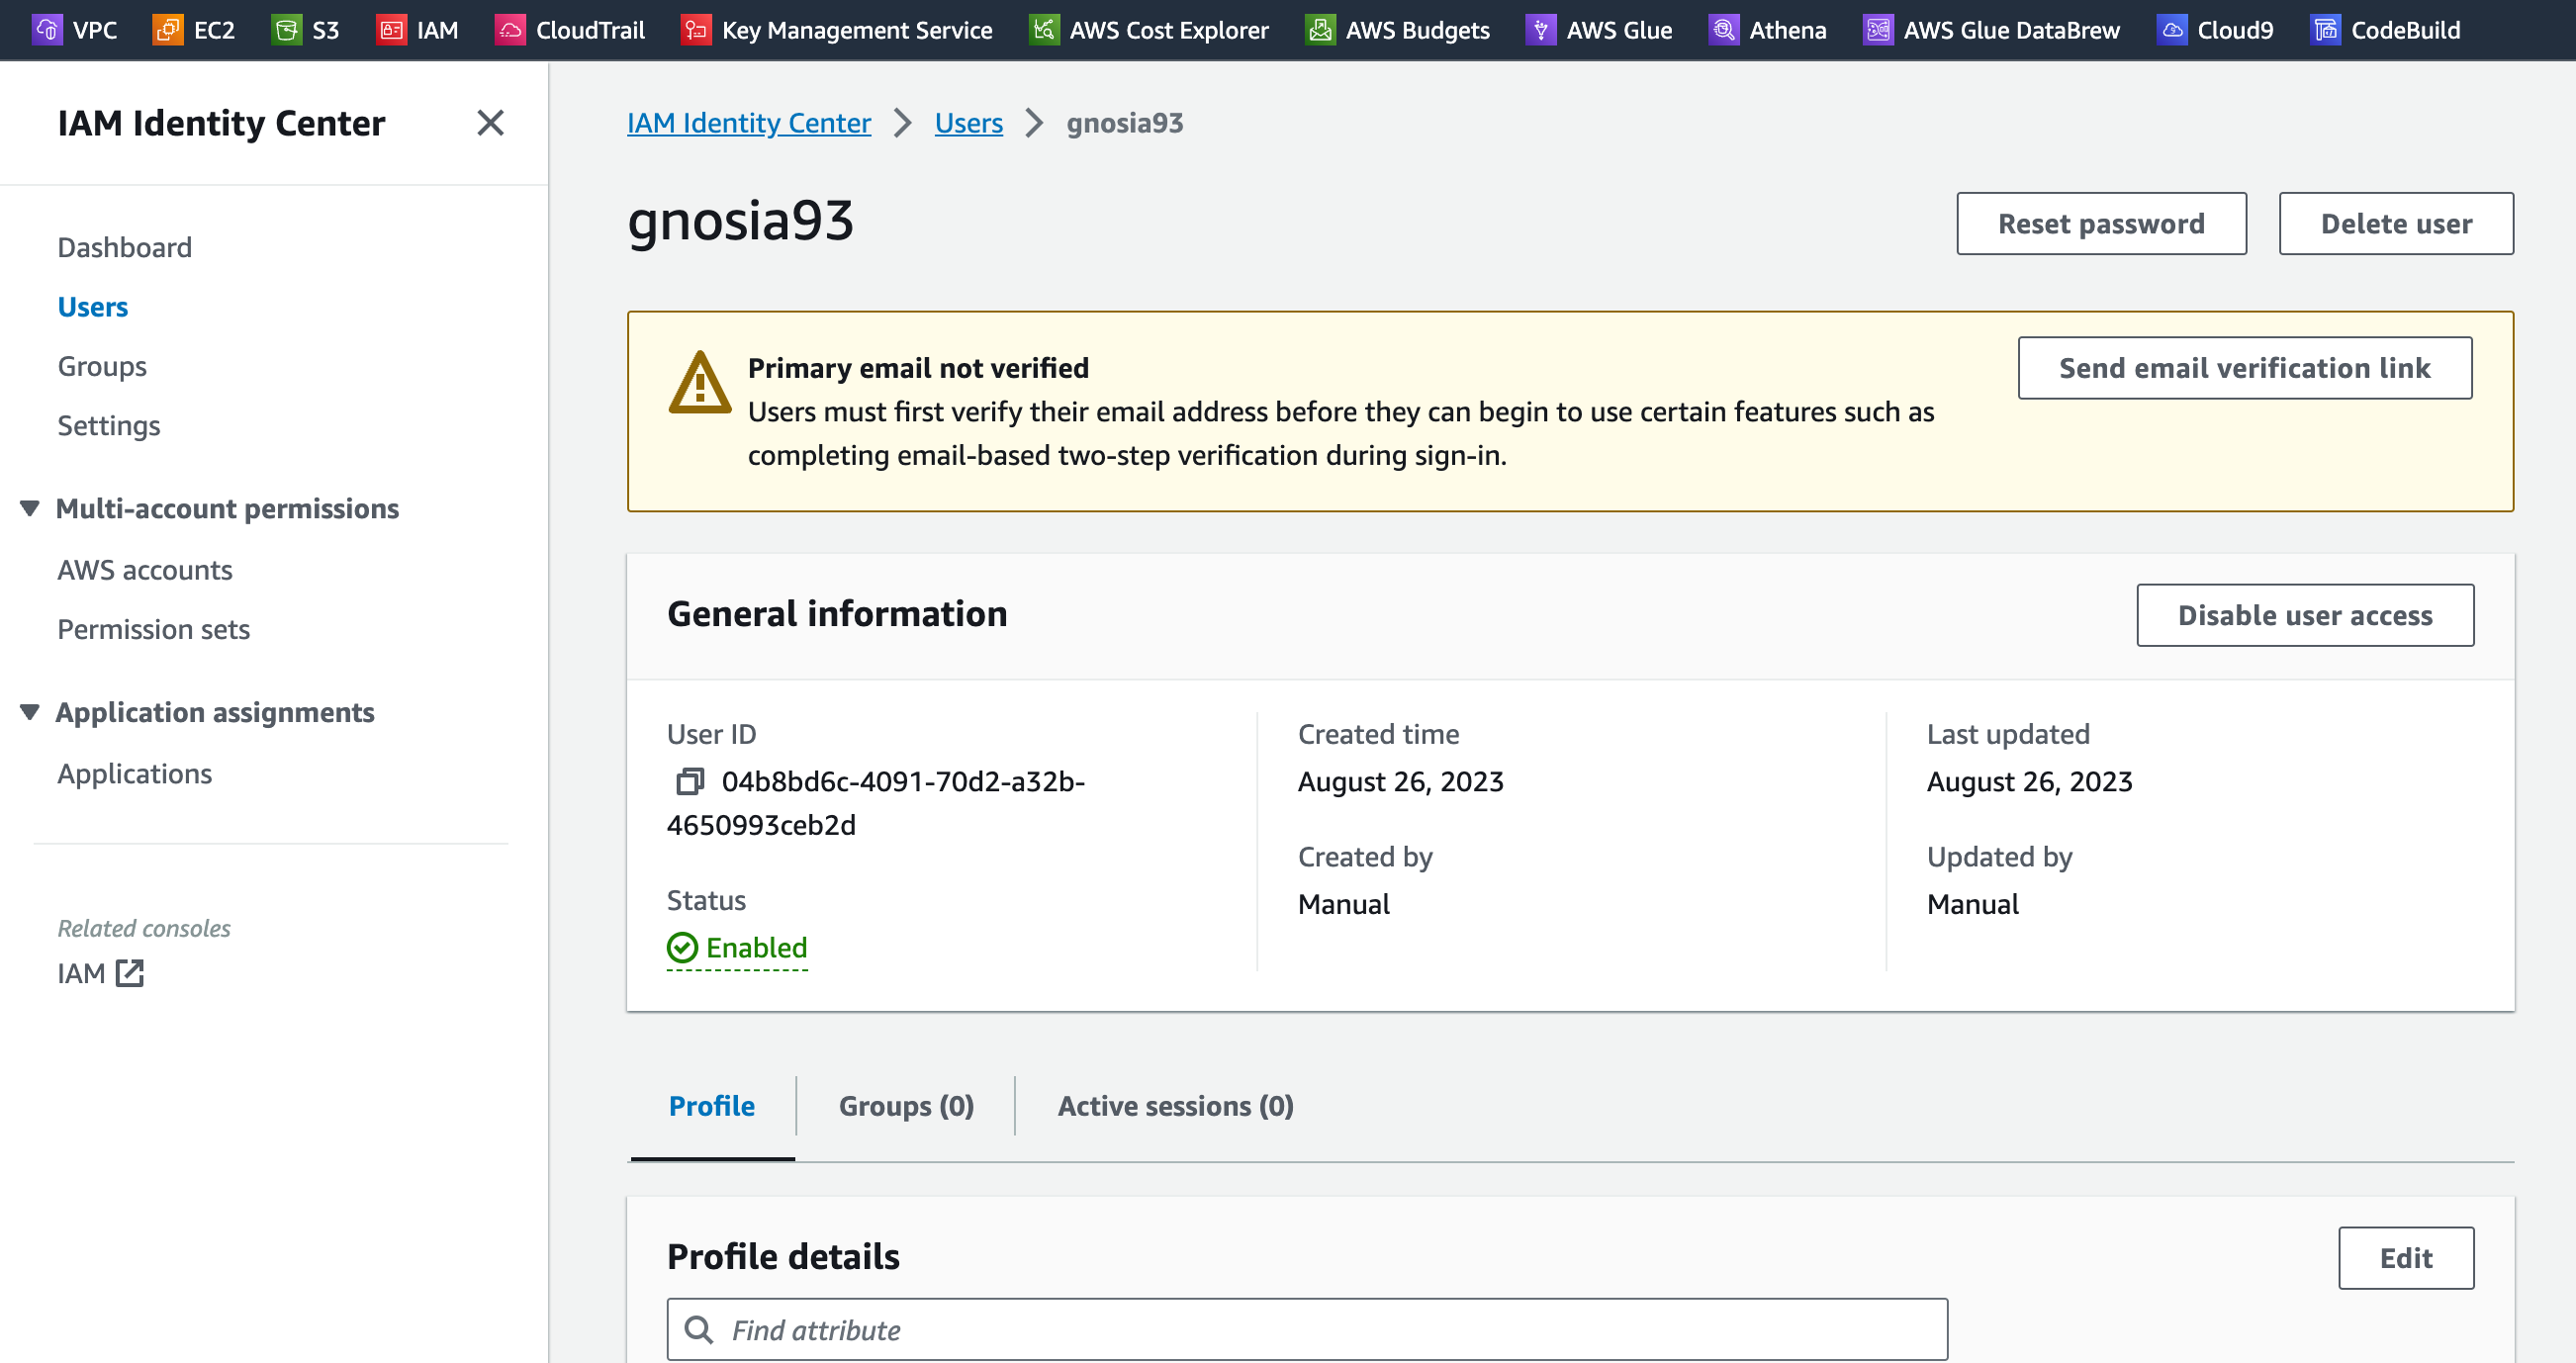 VPC EC2 S3 IAM CloudTrail Key Management Service AWS Cost Explorer AWS Budgets AWS Glue Athena AWS Glue DataBrew Cloud9 CodeBuild
IAM Identity Center
Dashboard
Users
Groups
Settings
Multi-account permissions
AWS accounts
Permission sets
Application assignments
Applications
Related consoles
IAM
IAM Identity Center Users gnosia93
gnosia93
Reset password Delete user
Primary email not verified
Users must first verify their email address before they can begin to use certain features such as
completing email-based two-step verification during sign-in.
Send email verification link
General information
Disable user access
User ID
04b8bd6c-4091-70d2-a32b-
4650993ceb2d
Status
Enabled
Created time
August 26, 2023
Created by
Manual
Last updated
August 26, 2023
Updated by
Manual
Profile Groups (0) Active sessions (0)
Profile details
Edit
Find attribute